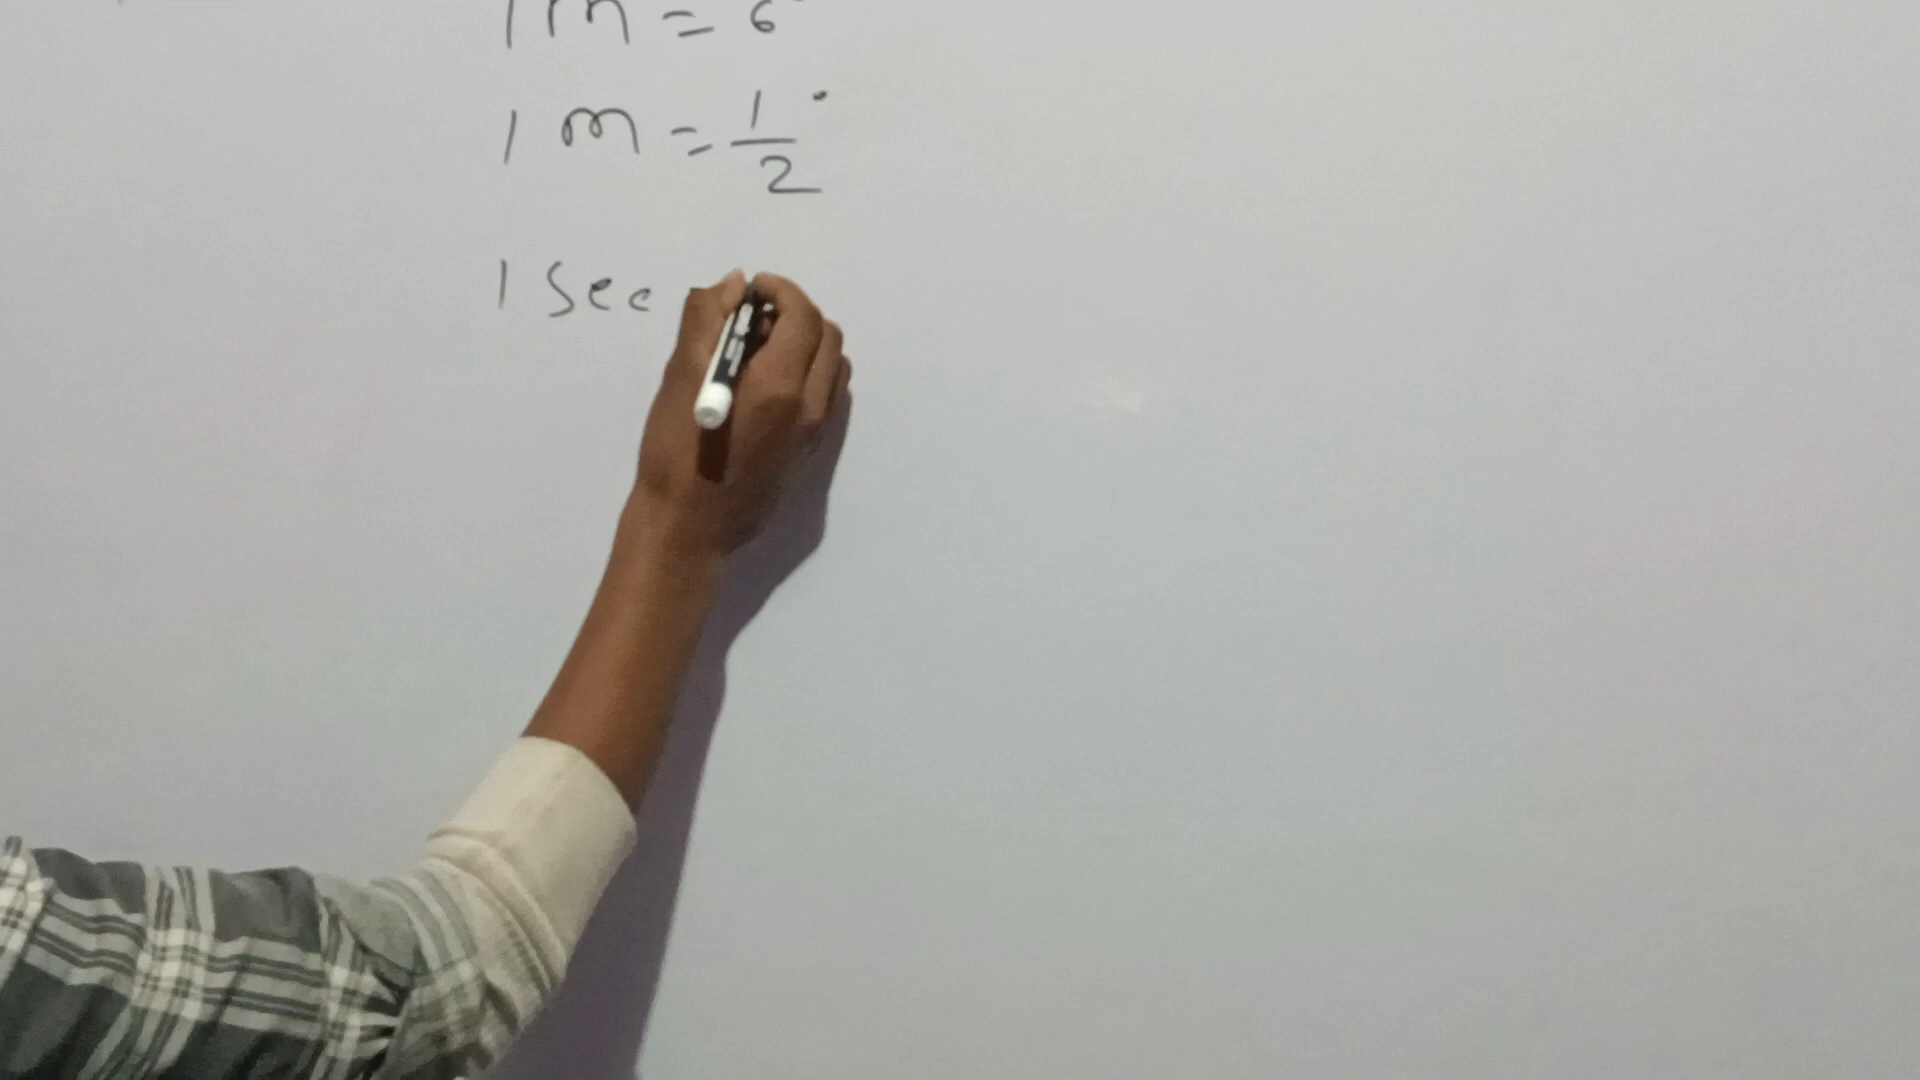 1 m = 6°
1 m = 1/2°
1 Sec